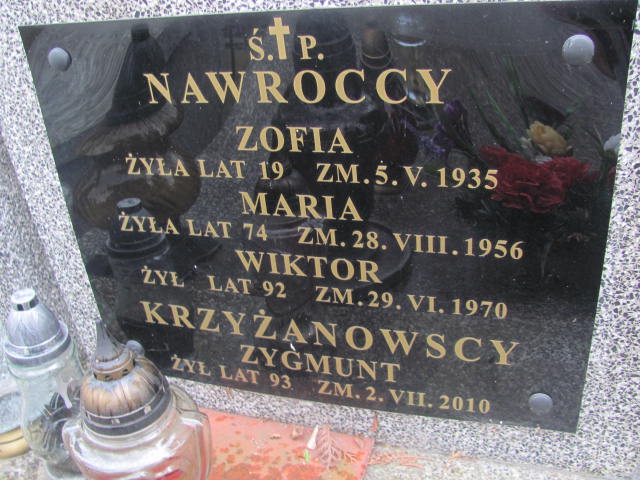 Ś.✝P.
NAWROCCY
ZOFIA
ŻYŁA LAT 19 ZM. 5. V. 1935
MARIA
ŻYŁA LAT 74 ZM. 28. VIII. 1956
WIKTOR
ŻYŁ LAT 92 ZM. 29. VI. 1970
KRZYŻANOWSCY
ZYGMUNT
ŻYŁ LAT 93 ZM. 2. VII. 2010